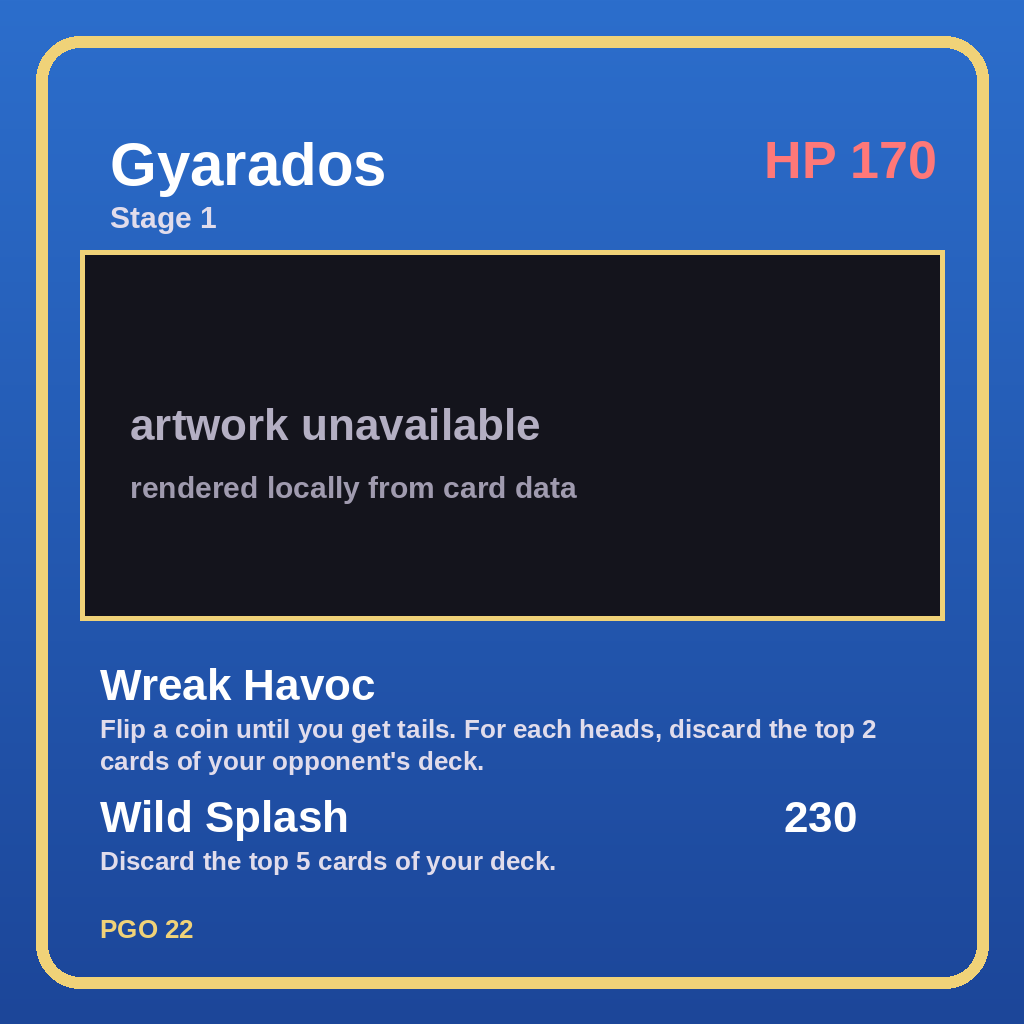 Gyarados
HP 170
Stage 1
artwork unavailable
rendered locally from card data
Wreak Havoc
Flip a coin until you get tails. For each heads, discard the top 2
cards of your opponent's deck.
Wild Splash
230
Discard the top 5 cards of your deck.
PGO 22